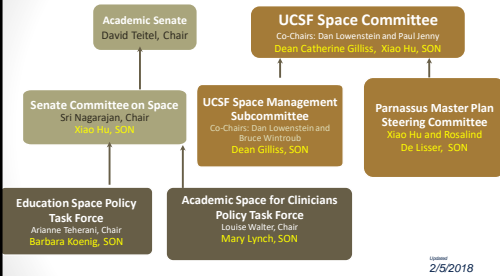 Academic Senate
David Teitel, Chair
UCSF Space Committee
Co-Chairs: Dan Lowenstein and Paul Jenny
Dean Catherine Gilliss, Xiao Hu, SON
Senate Committee on Space
Sri Nagarajan, Chair
Xiao Hu, SON
UCSF Space Management
Subcommittee
Co-Chairs: Dan Lowenstein and
Bruce Wintroub
Dean Gilliss, SON
Parnassus Master Plan
Steering Committee
Xiao Hu and Rosalind
De Lisser, SON
Education Space Policy
Task Force
Arianne Teherani, Chair
Barbara Koenig, SON
Academic Space for Clinicians
Policy Task Force
Louise Walter, Chair
Mary Lynch, SON
Updated
2/5/2018